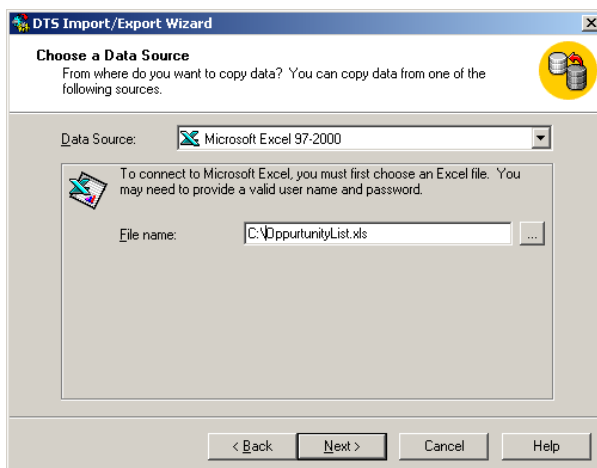 DTS Import/Export Wizard
Choose a Data Source
From where do you want to copy data? You can copy data from one of the
following sources.
Data Source:
Microsoft Excel 97-2000
To connect to Microsoft Excel, you must first choose an Excel file. You
may need to provide a valid user name and password.
File name:
C:\OppurtunityList.xls
...
< Back
Next >
Cancel
Help